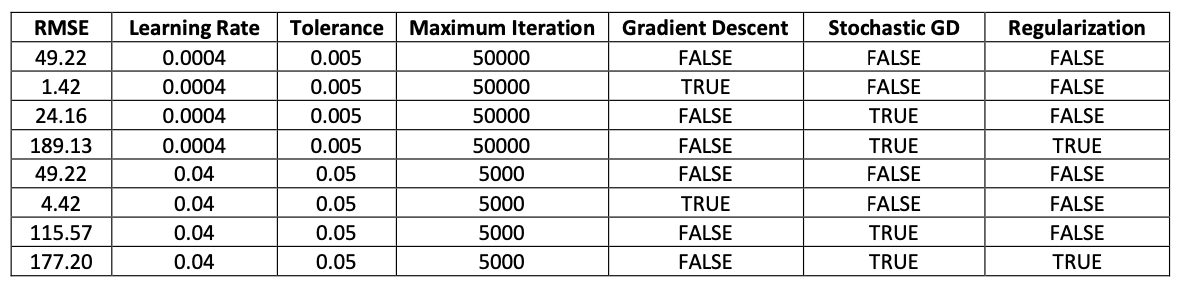 RMSE Learning Rate Tolerance Maximum Iteration Gradient Descent Stochastic GD Regularization
49.22 0.0004 0.005 50000 FALSE FALSE FALSE
1.42 0.0004 0.005 50000 TRUE FALSE FALSE
24.16 0.0004 0.005 50000 FALSE TRUE FALSE
189.13 0.0004 0.005 50000 FALSE TRUE TRUE
49.22 0.04 0.05 5000 FALSE FALSE FALSE
4.42 0.04 0.05 5000 TRUE FALSE FALSE
115.57 0.04 0.05 5000 FALSE TRUE FALSE
177.20 0.04 0.05 5000 FALSE TRUE TRUE